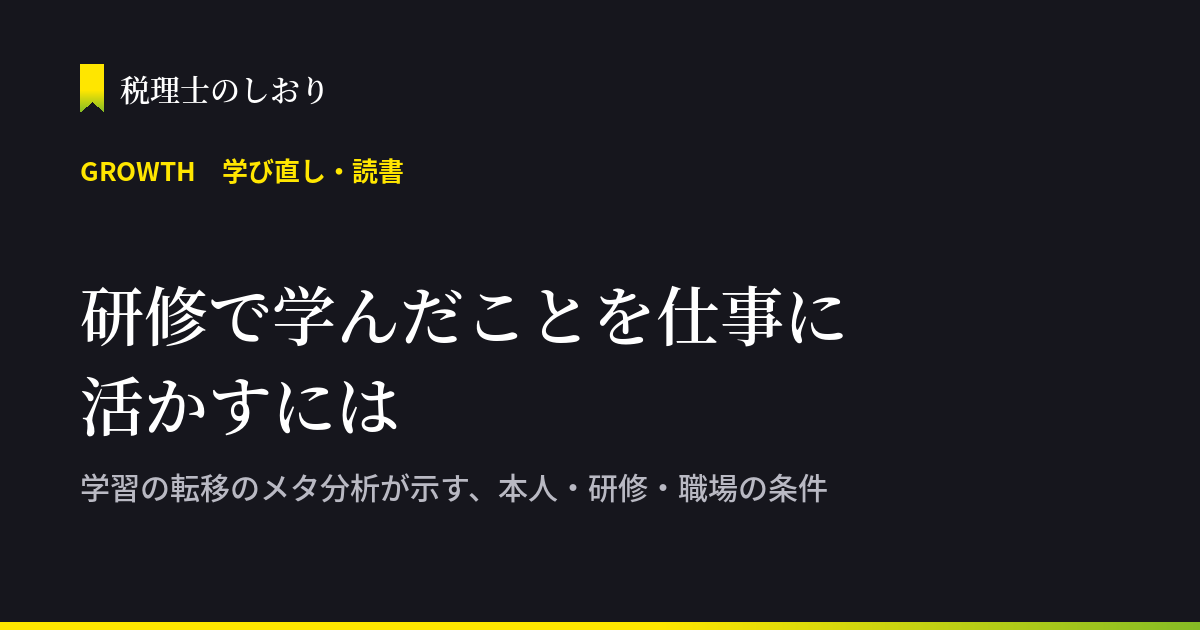 税理士のしおり
GROWTH　学び直し・読書
研修で学んだことを仕事に
活かすには
学習の転移のメタ分析が示す、本人・研修・職場の条件